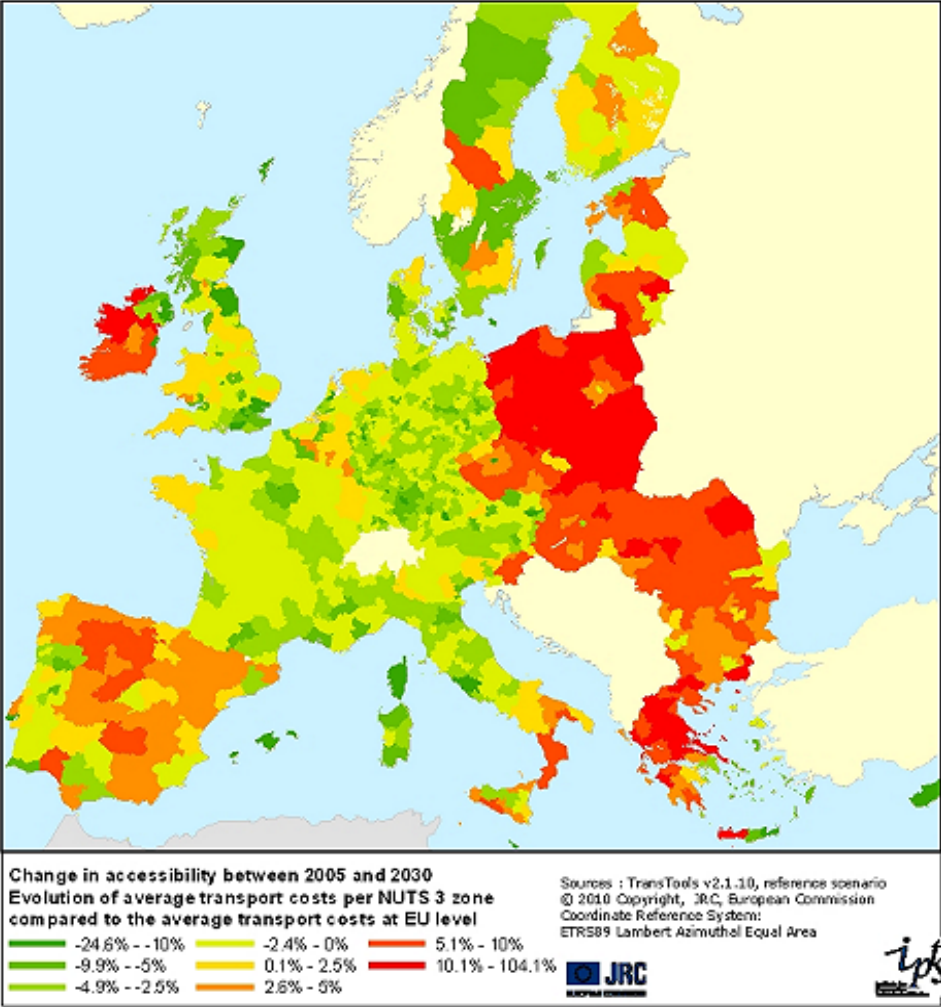 Change in accessibility between 2005 and 2030
Evolution of average transport costs per NUTS 3 zone
compared to the average transport costs at EU level
-24.6% - -10%
-9.9% - -5%
-4.9% - -2.5%
-2.4% - 0%
0.1% - 2.5%
2.6% - 5%
5.1% - 10%
10.1% - 104.1%
Sources : TransTools v2.1.10, reference scenario
© 2010 Copyright, JRC, European Commission
Coordinate Reference System:
ETRS89 Lambert Azimuthal Equal Area
JRC
EUROPEAN COMMISSION
ipts